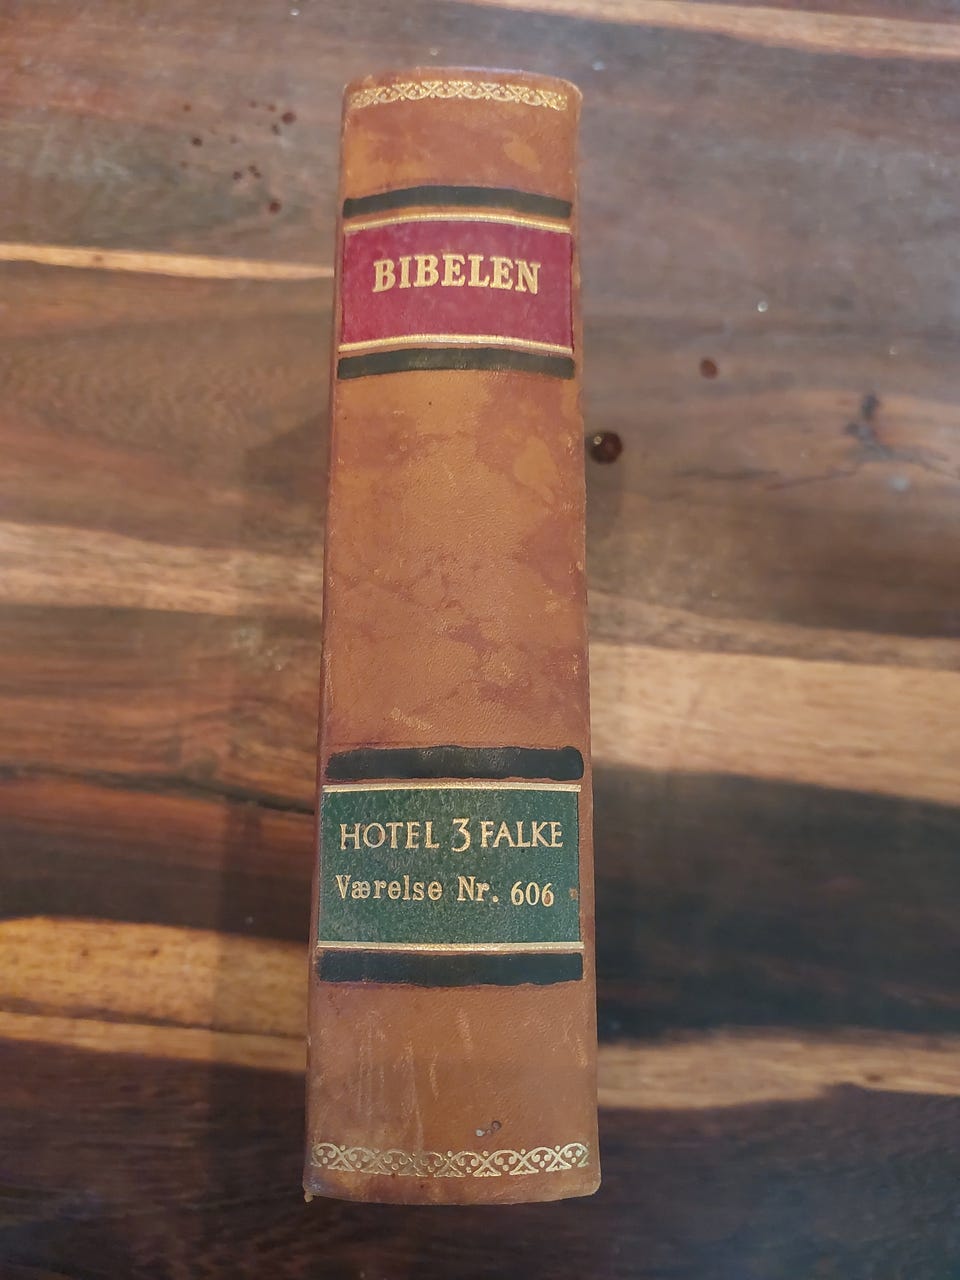 BIBELEN
HOTEL 3 FALKE
Værelse Nr. 606